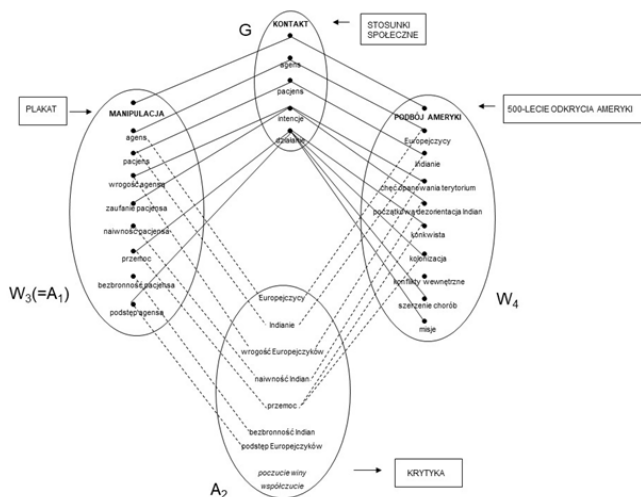 G
KONTAKT
STOSUNKI
SPOŁECZNE
agens
pacjens
intencje
działanie
PLAKAT
MANIPULACJA
agens
pacjens
wrogość agensa
zaufanie pacjensa
naiwność pacjensa
przemoc
bezbronność pacjensa
podstęp agensa
W3(=A1)
500-LECIE ODKRYCIA AMERYKI
PODBÓJ AMERYKI
Europejczycy
Indianie
chęć opanowania terytorium
początkowa dezorientacja Indian
konkwista
kolonizacja
konflikty wewnętrzne
szerzenie chorób
misje
W4
Europejczycy
Indianie
wrogość Europejczyków
naiwność Indian
przemoc
bezbronność Indian
podstęp Europejczyków
poczucie winy
współczucie
A2
KRYTYKA